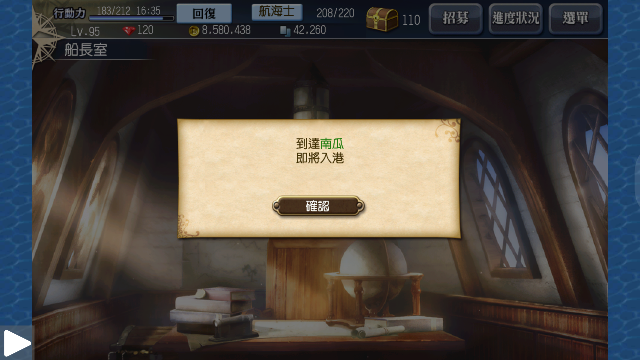 行動力 183/212 16:35 回復 航海士 208/220 110 招募 進度狀況 選單
Lv.95 120 8,580,438 42,260
船長室
到達南瓜
即將入港
確認